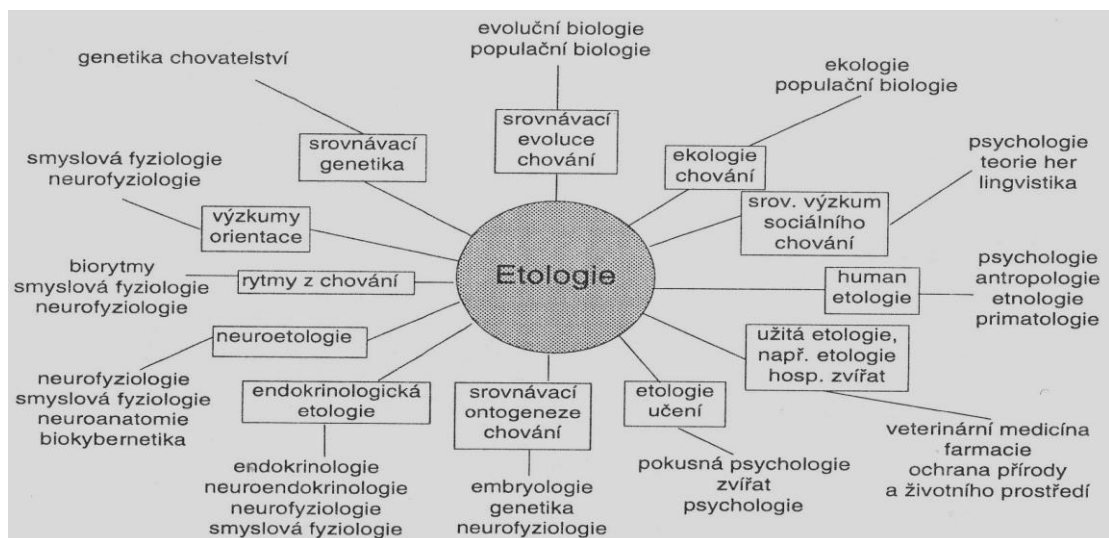 evoluční biologie
populační biologie
genetika chovatelství
ekologie
populační biologie
srovnávací
evoluce
chování
srovnávací
genetika
ekologie
chování
psychologie
teorie her
lingvistika
smyslová fyziologie
neurofyziologie
srov. výzkum
sociálního
chování
výzkumy
orientace
Etologie
biorytmy
smyslová fyziologie
neurofyziologie
rytmy z chování
human
etologie
psychologie
antropologie
etnologie
primatologie
neuroetologie
užitá etologie,
např. etologie
hosp. zvířat
neurofyziologie
smyslová fyziologie
neuroanatomie
biokybernetika
endokrinologická
etologie
srovnávací
ontogeneze
chování
etologie
učení
veterinární medicína
farmacie
ochrana přírody
a životního prostředí
endokrinologie
neuroendokrinologie
neurofyziologie
smyslová fyziologie
embryologie
genetika
neurofyziologie
pokusná psychologie
zvířat
psychologie